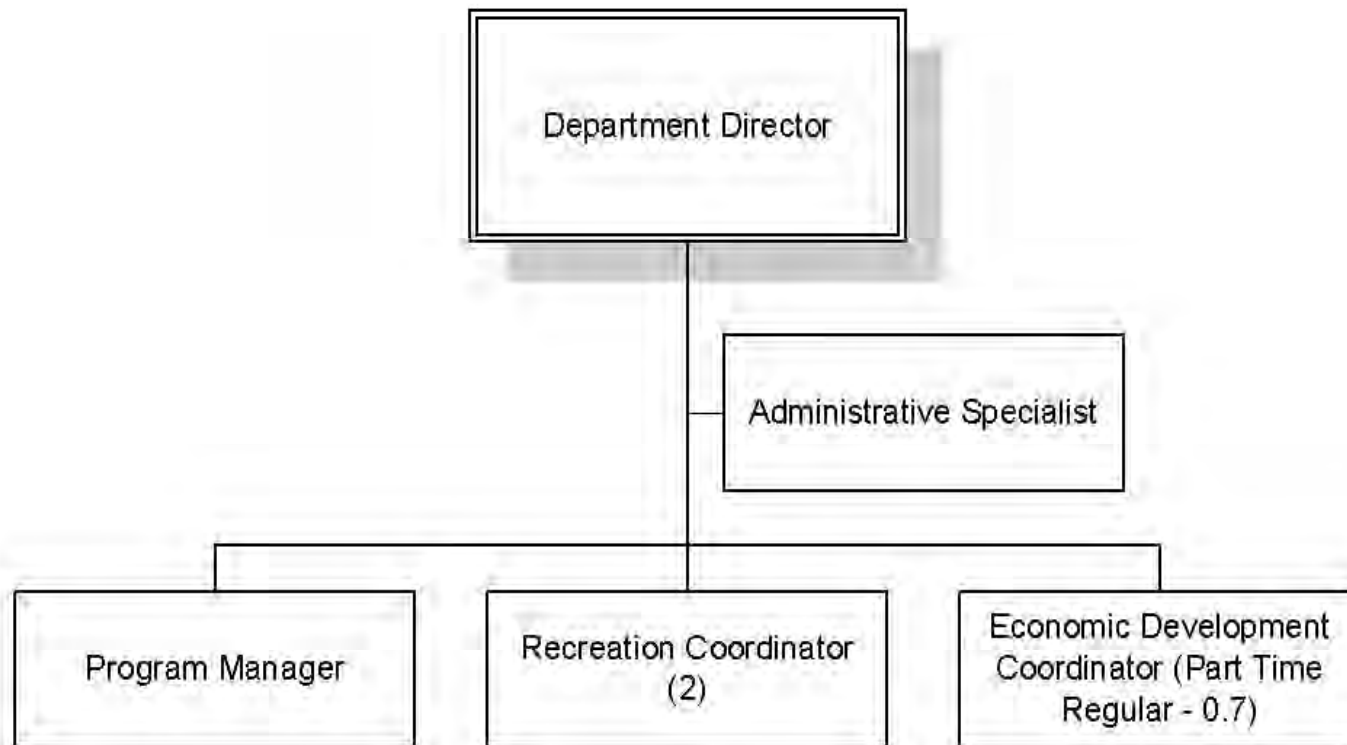 Department Director
Administrative Specialist
Program Manager
Recreation Coordinator
(2)
Economic Development
Coordinator (Part Time
Regular - 0.7)